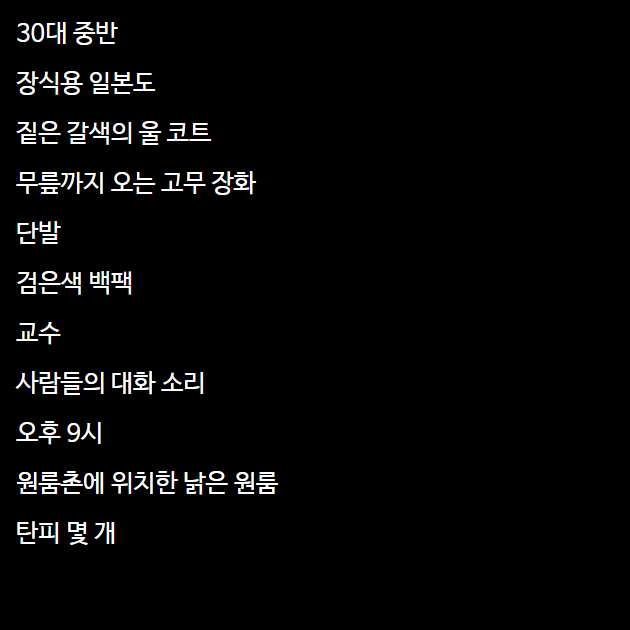 30대 중반
장식용 일본도
짙은 갈색의 울 코트
무릎까지 오는 고무 장화
단발
검은색 백팩
교수
사람들의 대화 소리
오후 9시
원룸촌에 위치한 낡은 원룸
탄피 몇 개